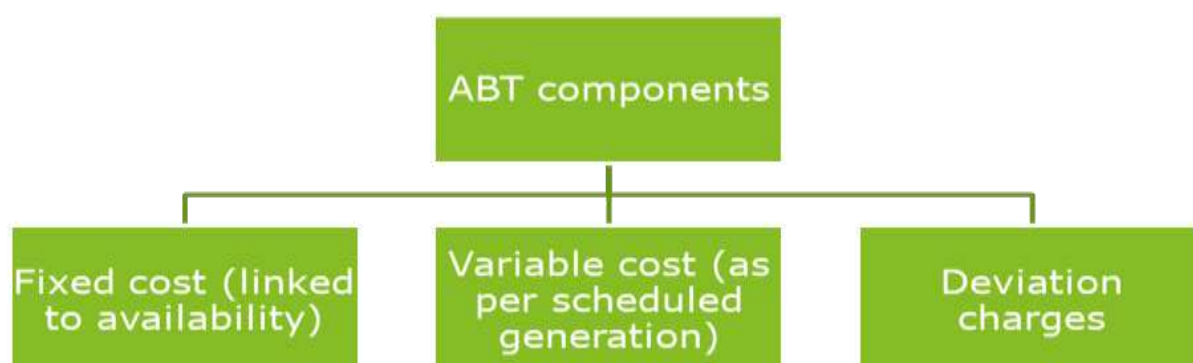 ABT components
Fixed cost (linked
to availability)
Variable cost (as
per scheduled
generation)
Deviation
charges